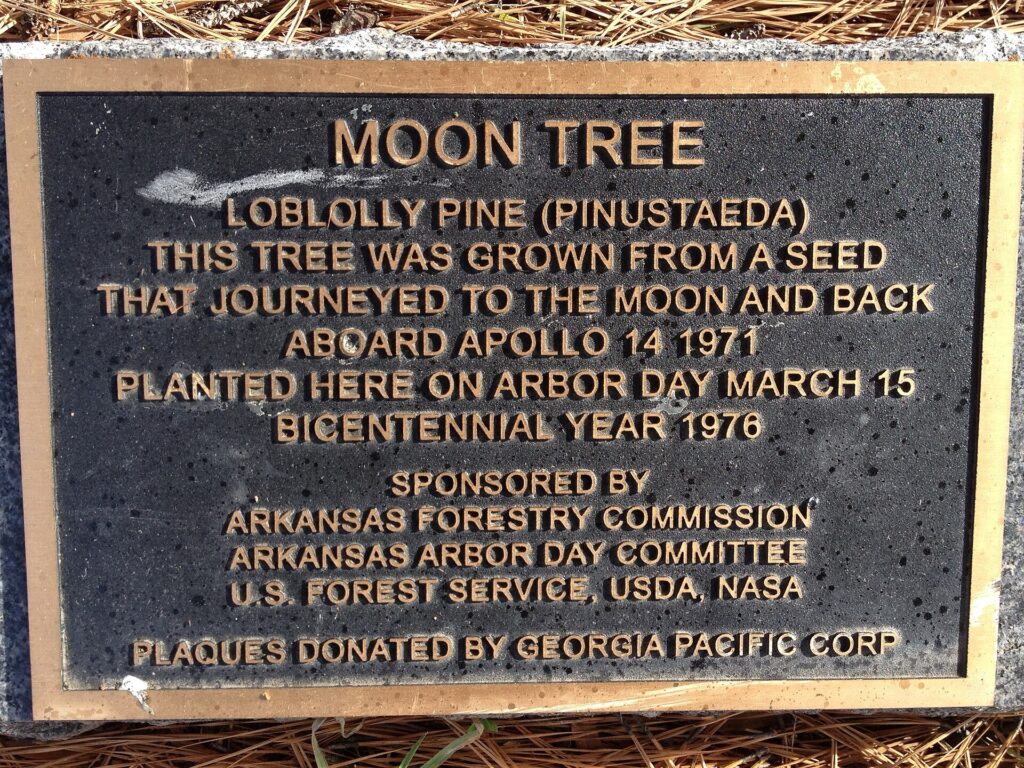 MOON TREE
LOBLOLLY PINE (PINUSTAEDA)
THIS TREE WAS GROWN FROM A SEED
THAT JOURNEYED TO THE MOON AND BACK
ABOARD APOLLO 14 1971
PLANTED HERE ON ARBOR DAY MARCH 15
BICENTENNIAL YEAR 1976
SPONSORED BY
ARKANSAS FORESTRY COMMISSION
ARKANSAS ARBOR DAY COMMITTEE
U.S. FOREST SERVICE, USDA, NASA
PLAQUES DONATED BY GEORGIA PACIFIC CORP